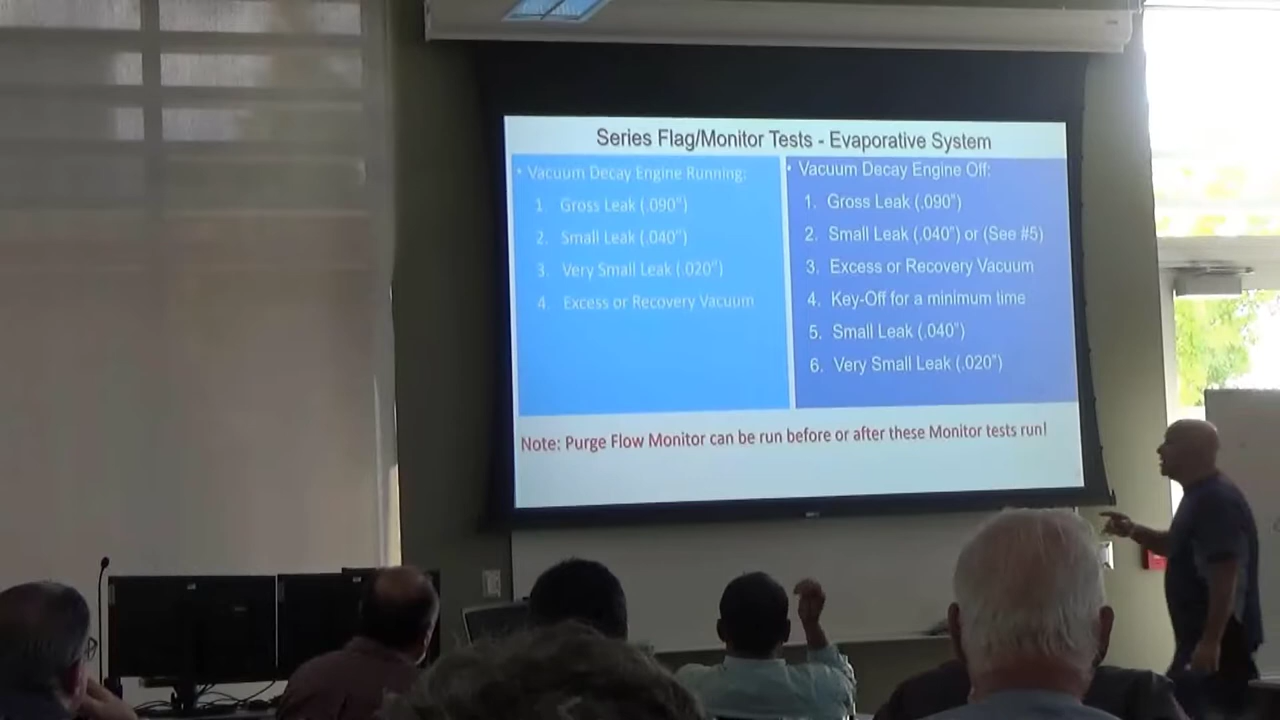 Series Flag/Monitor Tests - Evaporative System
• Vacuum Decay Engine Running:
1. Gross Leak (.090")
2. Small Leak (.040")
3. Very Small Leak (.020")
4. Excess or Recovery Vacuum
• Vacuum Decay Engine Off:
1. Gross Leak (.090")
2. Small Leak (.040") or (See #5)
3. Excess or Recovery Vacuum
4. Key-Off for a minimum time
5. Small Leak (.040")
6. Very Small Leak (.020")
Note: Purge Flow Monitor can be run before or after these Monitor tests run!